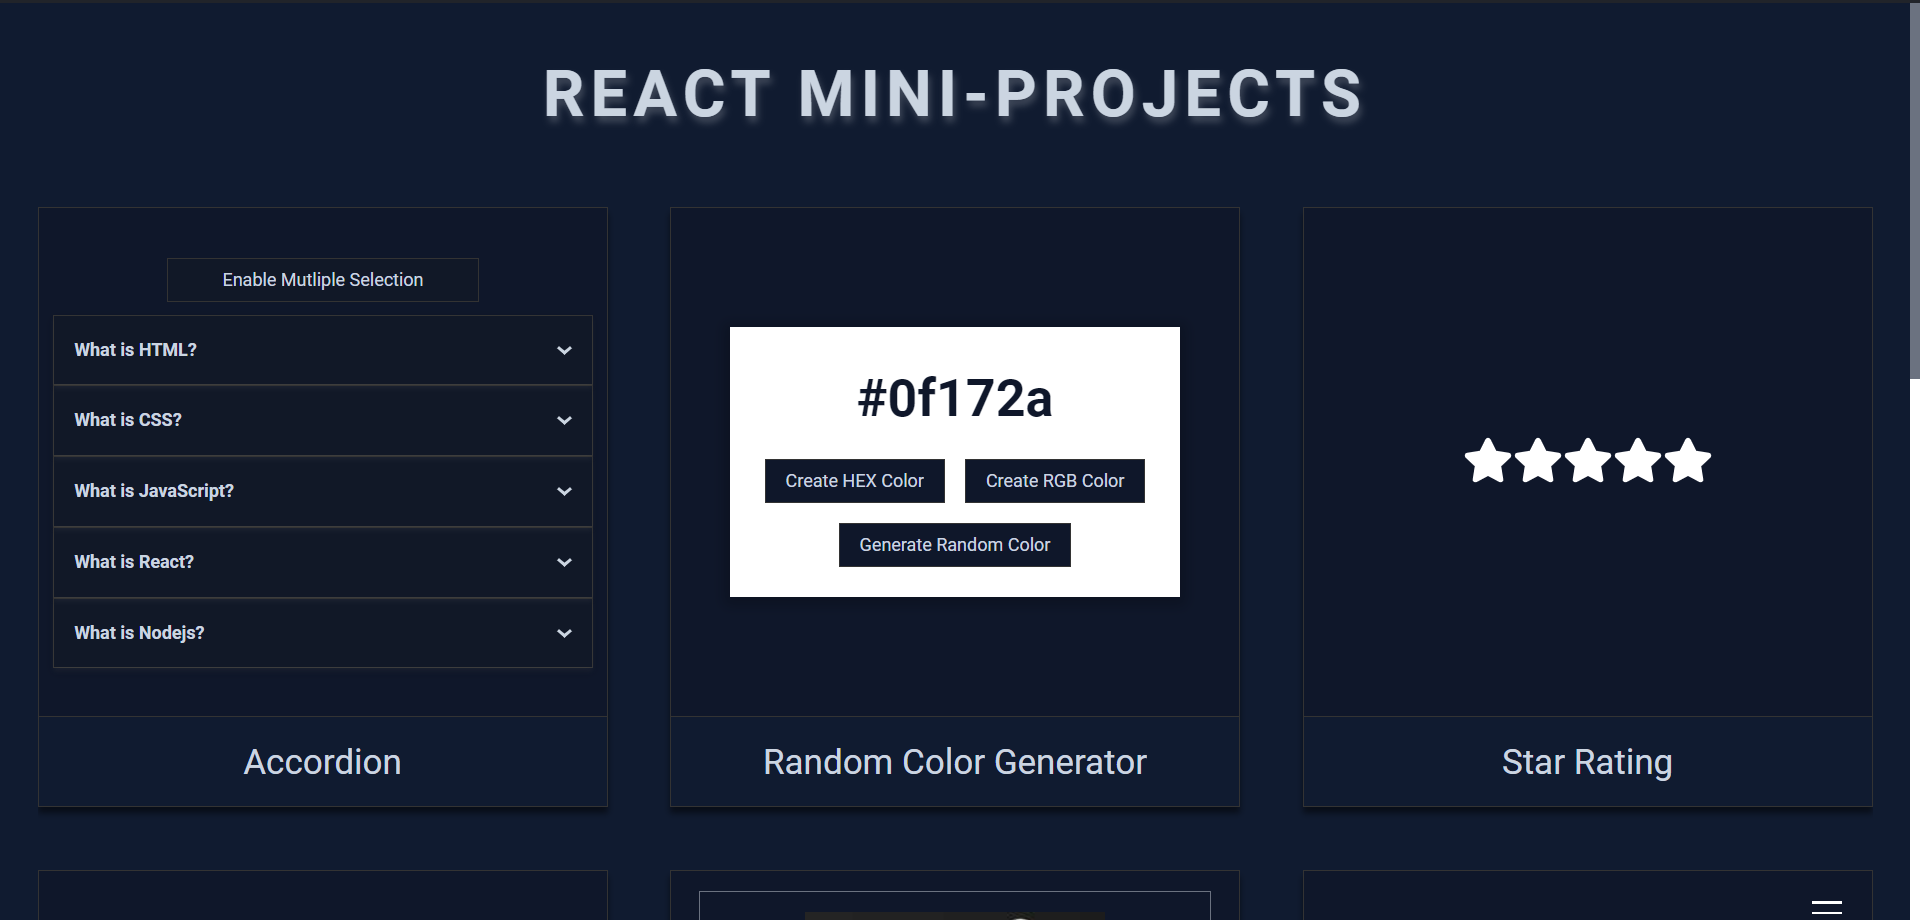 REACT MINI-PROJECTS
Enable Mutliple Selection
What is HTML?
What is CSS?
What is JavaScript?
What is React?
What is Nodejs?
Accordion
#0f172a
Create HEX Color
Create RGB Color
Generate Random Color
Random Color Generator
Star Rating